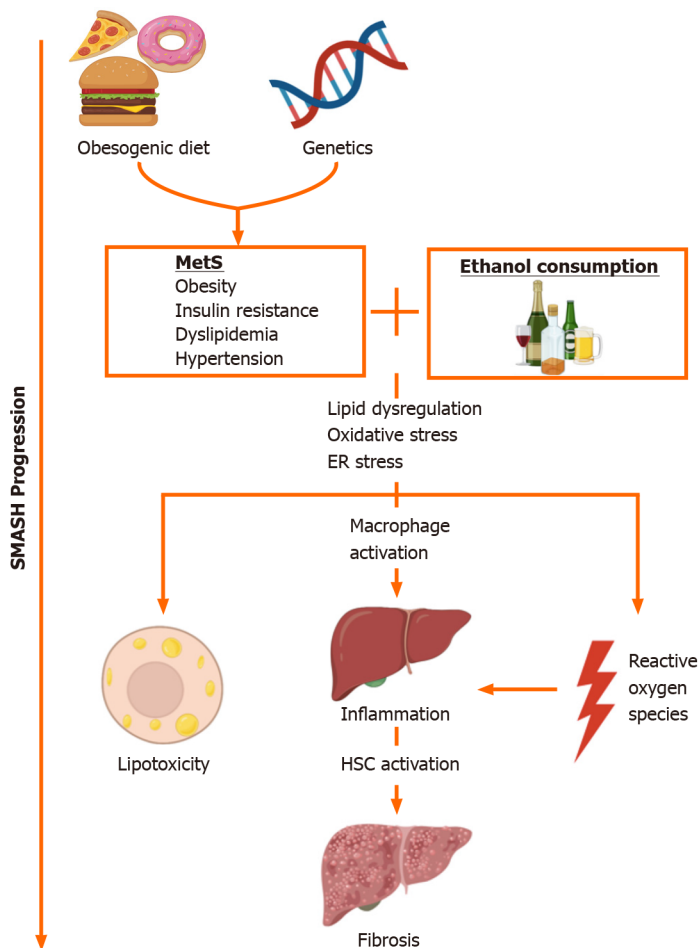 Obesogenic diet
Genetics
MetS
Obesity
Insulin resistance
Dyslipidemia
Hypertension
Ethanol consumption
Lipid dysregulation
Oxidative stress
ER stress
SMASH Progression
Macrophage
activation
Lipotoxicity
Inflammation
Reactive
oxygen
species
HSC activation
Fibrosis